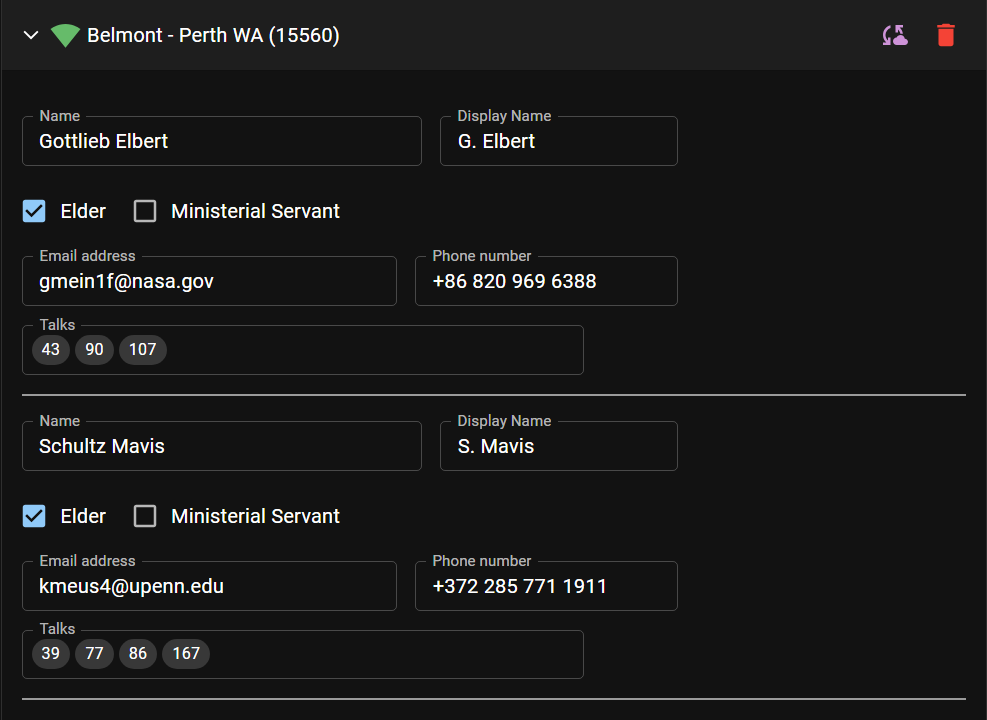 Belmont - Perth WA (15560)
Name
Display Name
Gottlieb Elbert
G. Elbert
Elder
Ministerial Servant
Email address
Phone number
gmein1f@nasa.gov
+86 820 969 6388
Talks
43 90 107
Name
Display Name
Schultz Mavis
S. Mavis
Elder
Ministerial Servant
Email address
Phone number
kmeus4@upenn.edu
+372 285 771 1911
Talks
39 77 86 167